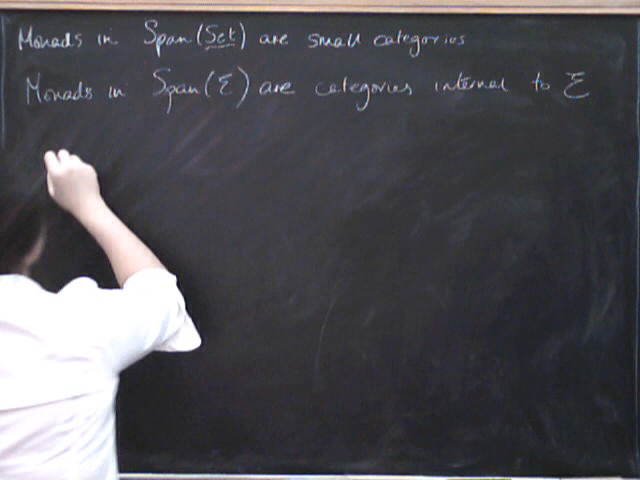 Monads in Span(Set) are small categories
Monads in Span(ℰ) are categories internal to ℰ